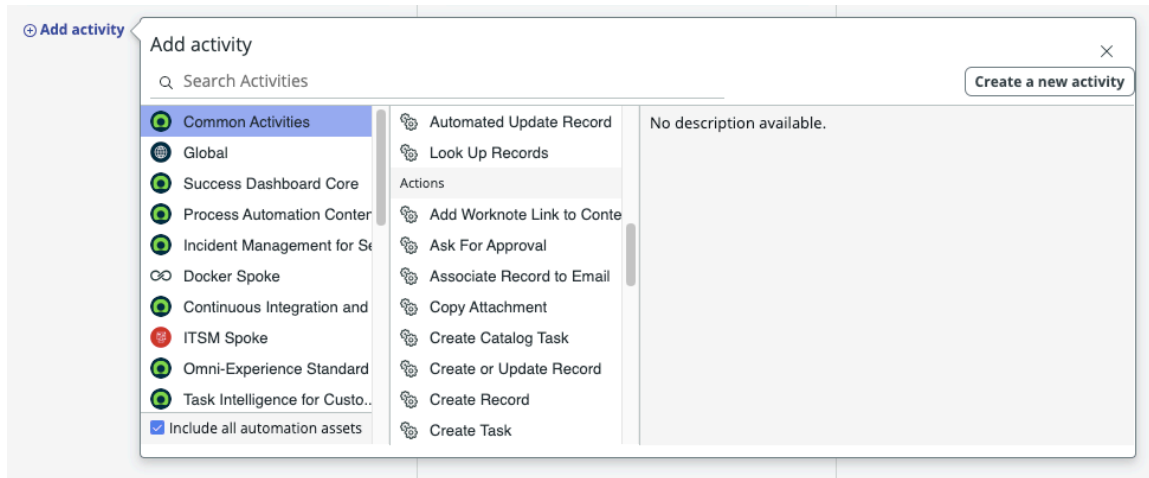 Add activity
Add activity
Search Activities
Create a new activity
Common Activities
Global
Success Dashboard Core
Process Automation Conten
Incident Management for Se
Docker Spoke
Continuous Integration and
ITSM Spoke
Omni-Experience Standard
Task Intelligence for Custo..
Include all automation assets
Automated Update Record
Look Up Records
Actions
Add Worknote Link to Conte
Ask For Approval
Associate Record to Email
Copy Attachment
Create Catalog Task
Create or Update Record
Create Record
Create Task
No description available.